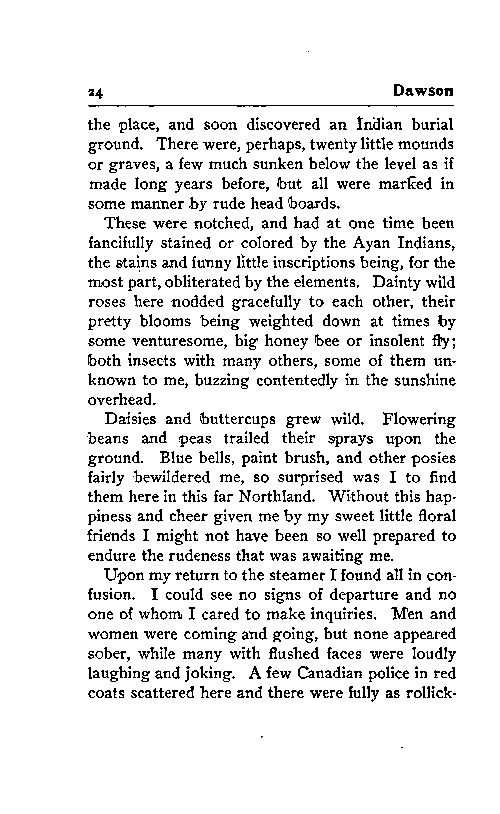 24 Dawson
the place, and soon discovered an Indian burial
ground. There were, perhaps, twenty little mounds
or graves, a few much sunken below the level as if
made long years before, but all were marked in
some manner by rude head boards.
These were notched, and had at one time been
fancifully stained or colored by the Ayan Indians,
the stains and funny little inscriptions being, for the
most part, obliterated by the elements. Dainty wild
roses here nodded gracefully to each other, their
pretty blooms being weighted down at times by
some venturesome, big honey bee or insolent fly;
both insects with many others, some of them un-
known to me, buzzing contentedly in the sunshine
overhead.
Daisies and buttercups grew wild. Flowering
beans and peas trailed their sprays upon the
ground. Blue bells, paint brush, and other posies
fairly bewildered me, so surprised was I to find
them here in this far Northland. Without this hap-
piness and cheer given me by my sweet little floral
friends I might not have been so well prepared to
endure the rudeness that was awaiting me.
Upon my return to the steamer I found all in con-
fusion. I could see no signs of departure and no
one of whom I cared to make inquiries. Men and
women were coming and going, but none appeared
sober, while many with flushed faces were loudly
laughing and joking. A few Canadian police in red
coats scattered here and there were fully as rollick-